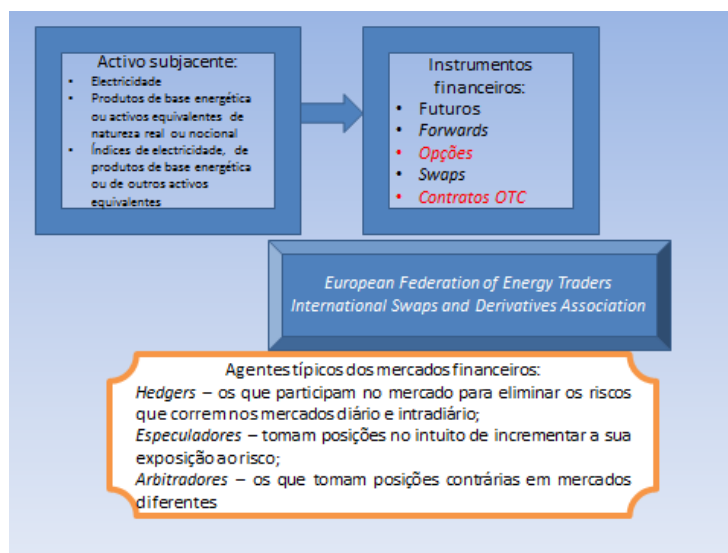 Activo subjacente:
• Electricidade
• Produtos de base energética
ou activos equivalentes de
natureza real ou nocional
• Índices de electricidade, de
produtos de base energética
ou de outros activos
equivalentes
Instrumentos
financeiros:
• Futuros
• Forwards
• Opções
• Swaps
• Contratos OTC
European Federation of Energy Traders
International Swaps and Derivatives Association
Agentes típicos dos mercados financeiros:
Hedgers – os que participam no mercado para eliminar os riscos
que correm nos mercados diário e intradiário;
Especuladores – tomam posições no intuito de incrementar a sua
exposição ao risco;
Arbitradores – os que tomam posições contrárias em mercados
diferentes